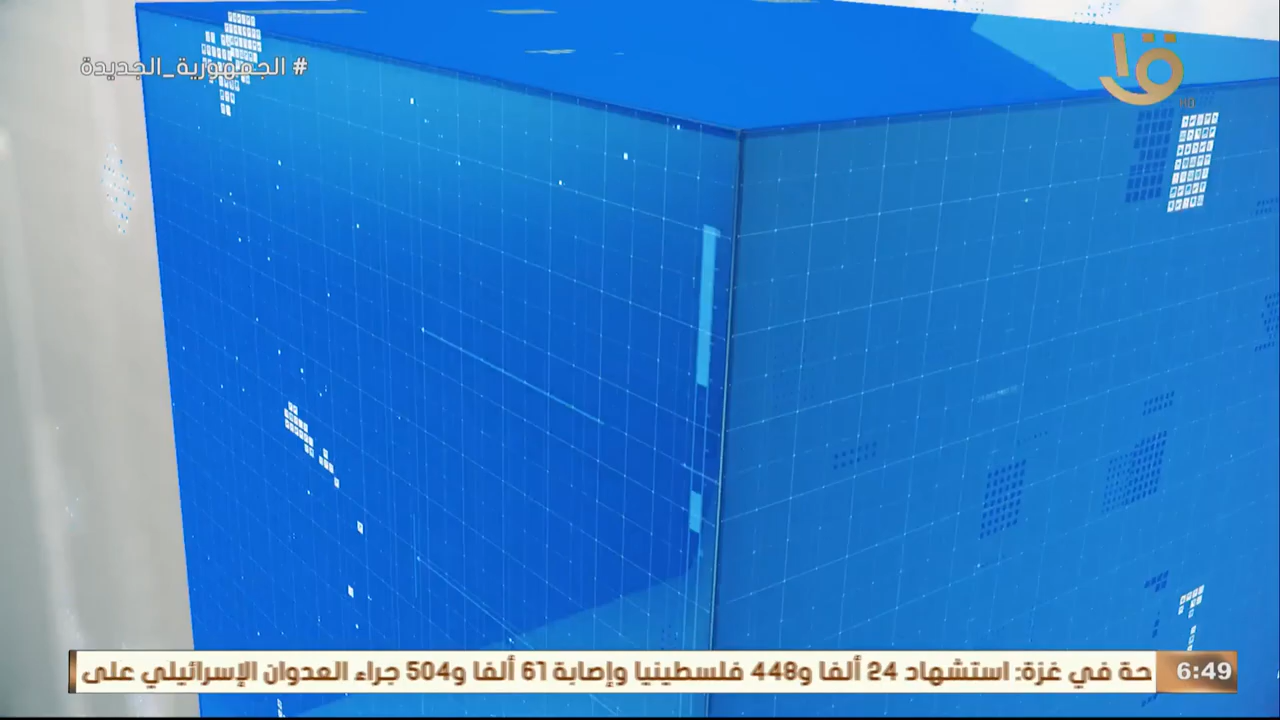 # الجمهورية_الجديدة
HD
حة في غزة: استشهاد 24 ألفا و448 فلسطينيا وإصابة 61 ألفا و504 جراء العدوان الإسرائيلي على
6:49